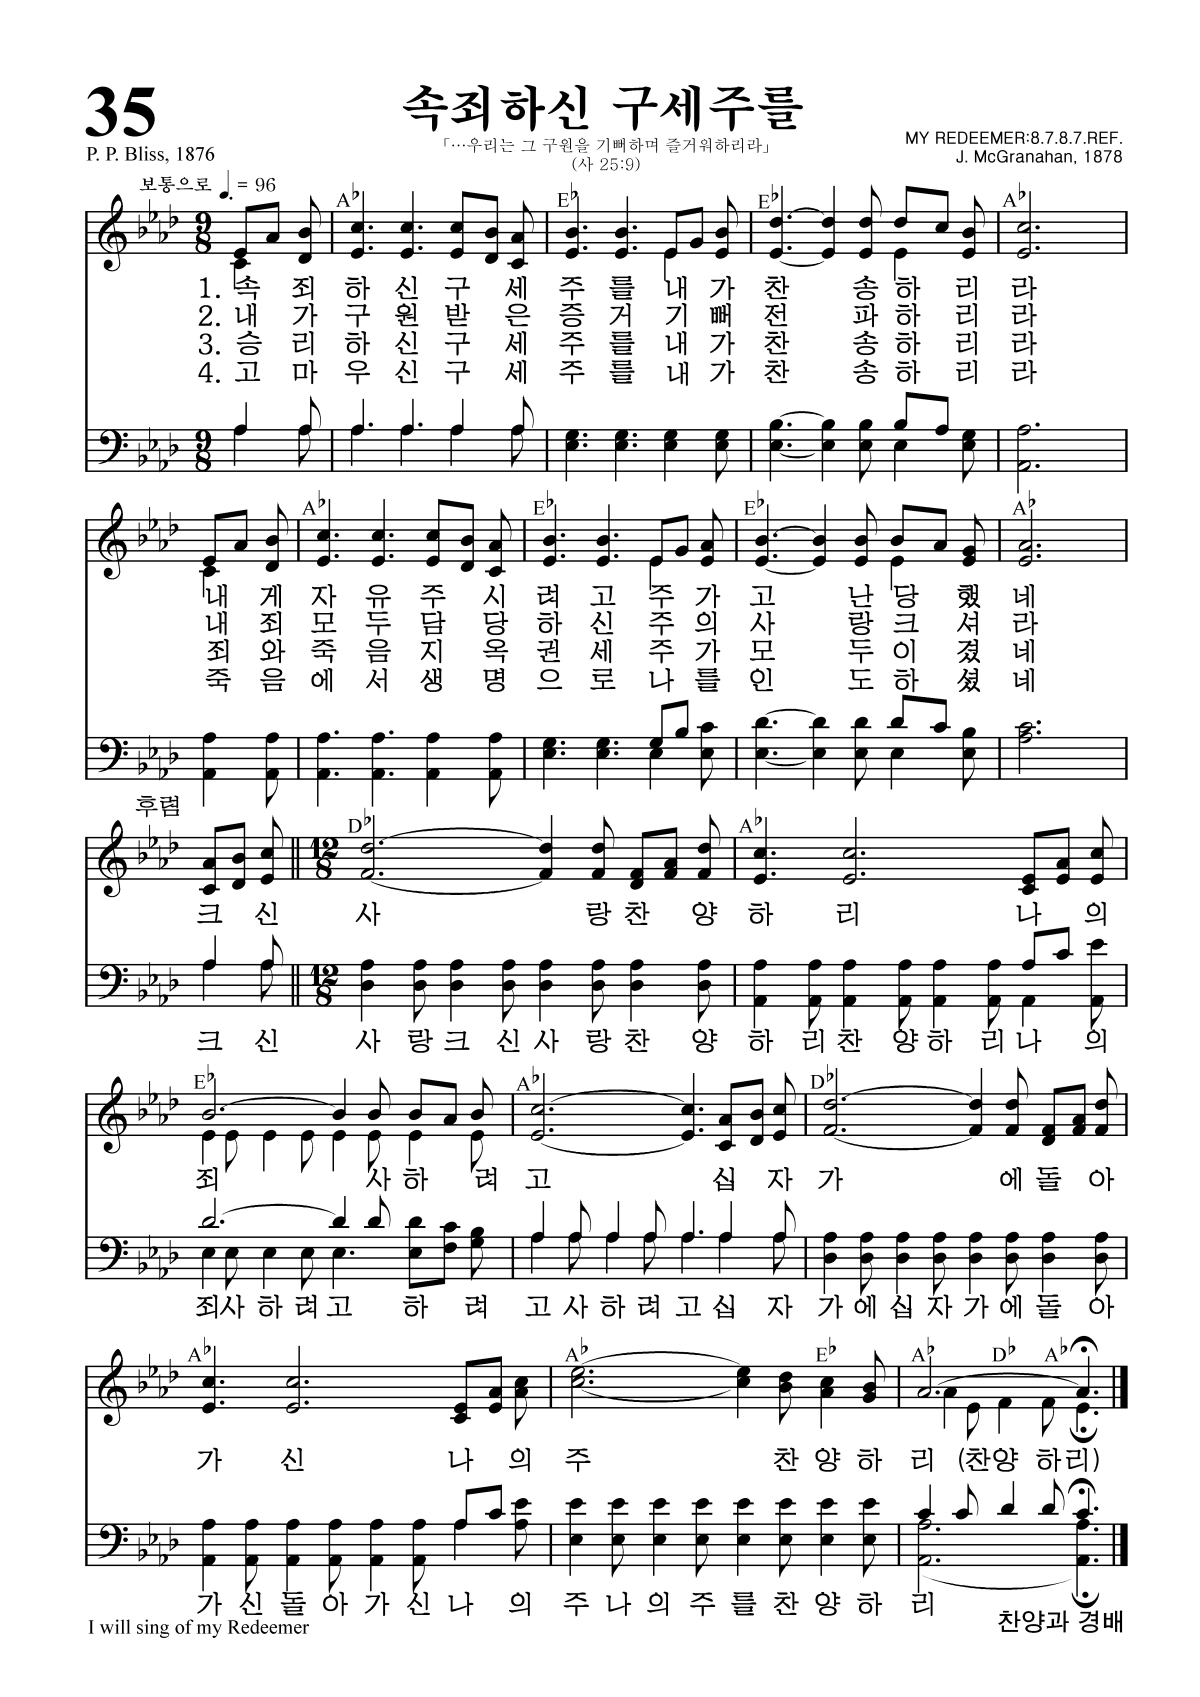 35
속죄하신 구세주를
「…우리는 그 구원을 기뻐하며 즐거워하리라」
(사 25:9)
P. P. Bliss, 1876
MY REDEEMER:8.7.8.7.REF.
J. McGranahan, 1878
보통으로 ♩. = 96
A♭ E♭ E♭ A♭
9 8
1. 속 죄 하 신 구 세 주 를 내 가 찬 송 하 리 라
2. 내 가 구 원 받 은 증 거 기 뻐 전 파 하 리 라
3. 승 리 하 신 구 세 주 를 내 가 찬 송 하 리 라
4. 고 마 우 신 구 세 주 를 내 가 찬 송 하 리 라
9 8
A♭ E♭ E♭ A♭
내 게 자 유 주 시 려 고 주 가 고 난 당 했 네
내 죄 모 두 담 당 하 신 주 의 사 랑 크 셔 라
죄 와 죽 음 지 옥 권 세 주 가 모 두 이 겼 네
죽 음 에 서 생 명 으 로 나 를 인 도 하 셨 네
후렴
D♭ A♭
12 8
크 신 사 랑 찬 양 하 리 나 의
12 8
크 신 사 랑 크 신 사 랑 찬 양 하 리 찬 양 하 리 나 의
E♭ A♭ D♭
죄 사 하 려 고 십 자 가 에 돌 아
죄 사 하 려 고 하 려 고 사 하 려 고 십 자 가 에 십 자 가 에 돌 아
A♭ A♭ E♭ A♭ D♭ A♭
가 신 나 의 주 찬 양 하 리 (찬양 하리)
가 신 돌 아 가 신 나 의 주 나 의 주 를 찬 양 하 리
I will sing of my Redeemer
찬양과 경배